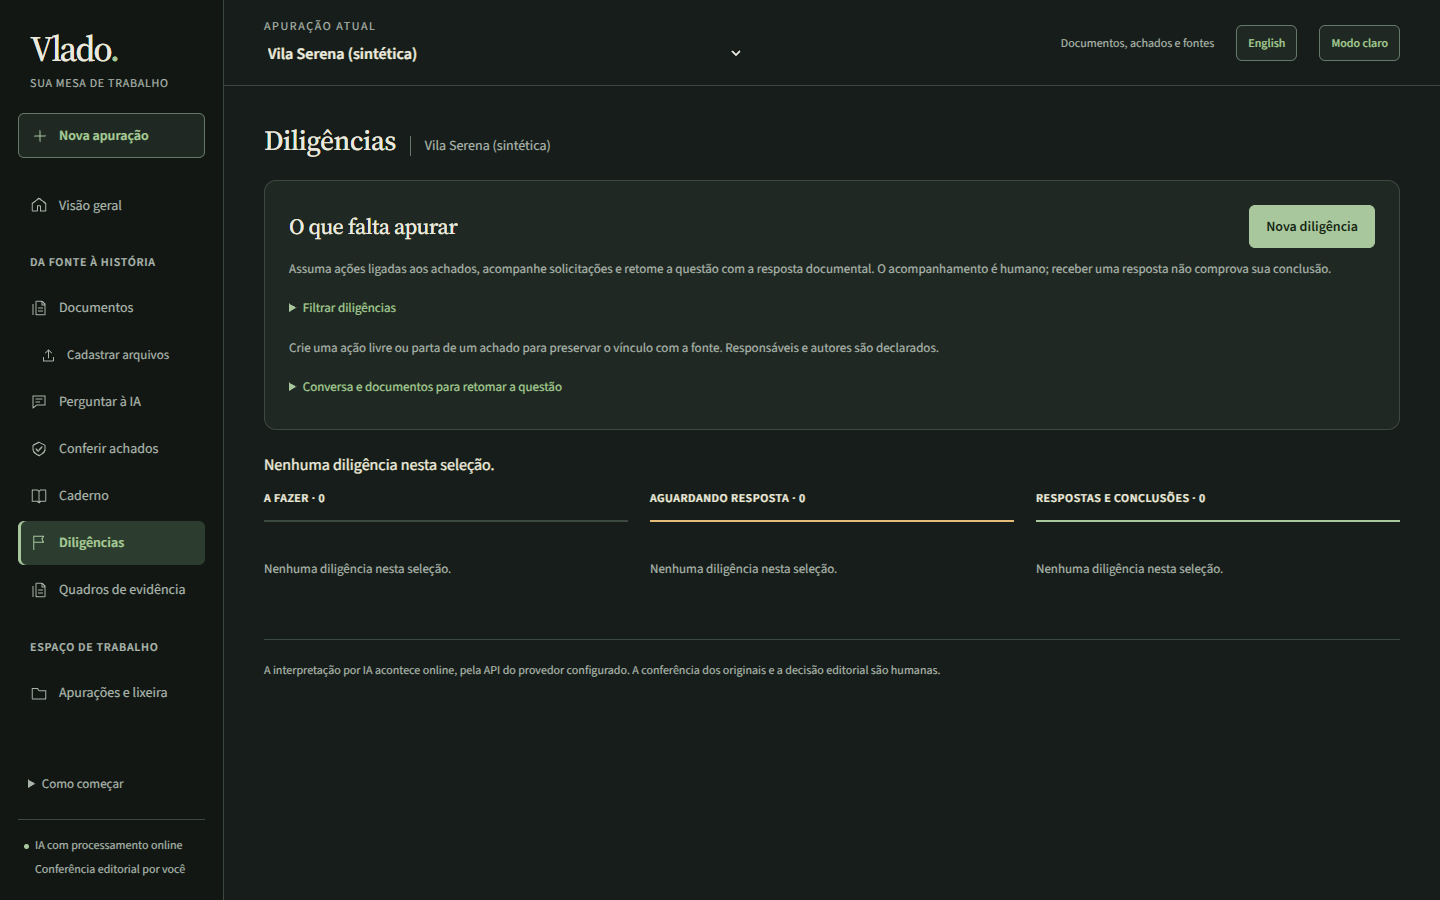 Vlado.
SUA MESA DE TRABALHO
Nova apuração
Visão geral
DA FONTE À HISTÓRIA
Documentos
Cadastrar arquivos
Perguntar à IA
Conferir achados
Caderno
Diligências
Quadros de evidência
ESPAÇO DE TRABALHO
Apurações e lixeira
Como começar
IA com processamento online
Conferência editorial por você
APURAÇÃO ATUAL
Vila Serena (sintética)
Documentos, achados e fontes
English
Modo claro
Diligências
Vila Serena (sintética)
O que falta apurar
Nova diligência
Assuma ações ligadas aos achados, acompanhe solicitações e retome a questão com a resposta documental. O acompanhamento é humano; receber uma resposta não comprova sua conclusão.
Filtrar diligências
Crie uma ação livre ou parta de um achado para preservar o vínculo com a fonte. Responsáveis e autores são declarados.
Conversa e documentos para retomar a questão
Nenhuma diligência nesta seleção.
A FAZER · 0
AGUARDANDO RESPOSTA · 0
RESPOSTAS E CONCLUSÕES · 0
Nenhuma diligência nesta seleção.
Nenhuma diligência nesta seleção.
Nenhuma diligência nesta seleção.
A interpretação por IA acontece online, pela API do provedor configurado. A conferência dos originais e a decisão editorial são humanas.